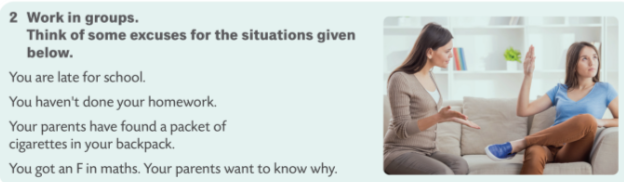 2 Work in groups.
Think of some excuses for the situations given
below.
You are late for school.
You haven't done your homework.
Your parents have found a packet of
cigarettes in your backpack.
You got an F in maths. Your parents want to know why.